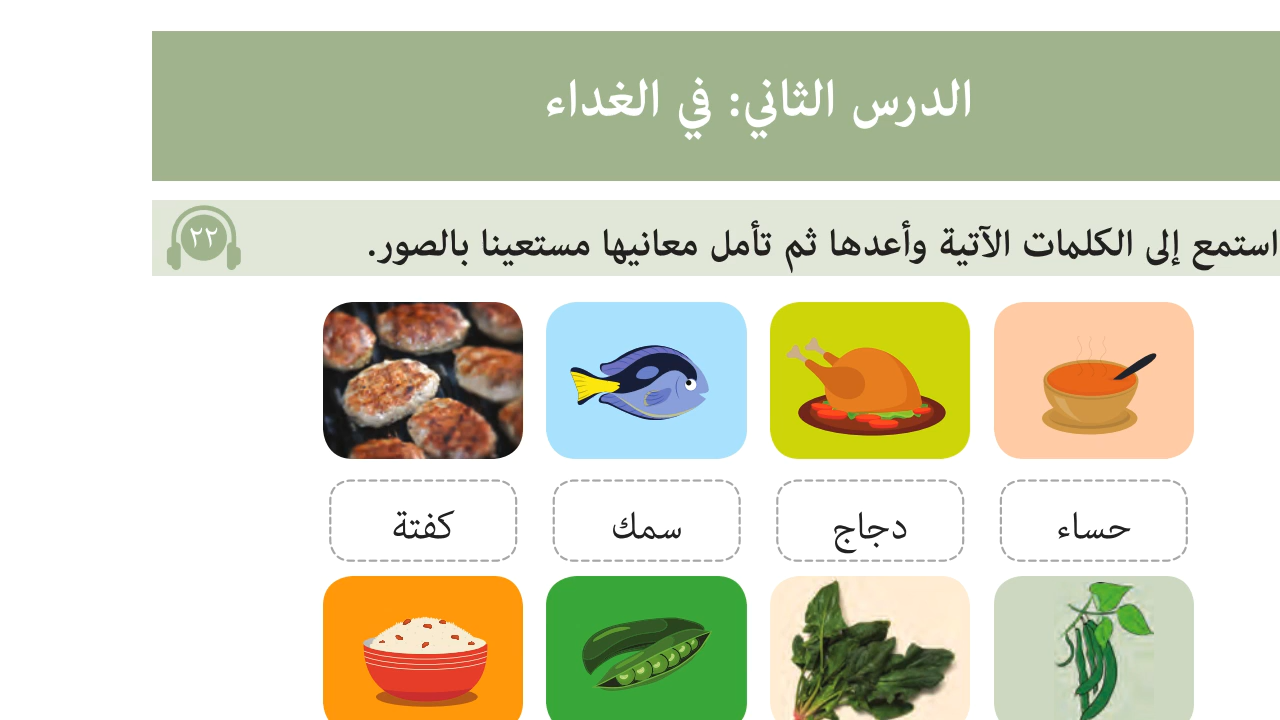 الدرس الثاني: في الغداء
استمع إلى الكلمات الآتية وأعدها ثم تأمل معانيها مستعينا بالصور.
٢٢
حساء
دجاج
سمك
كفتة